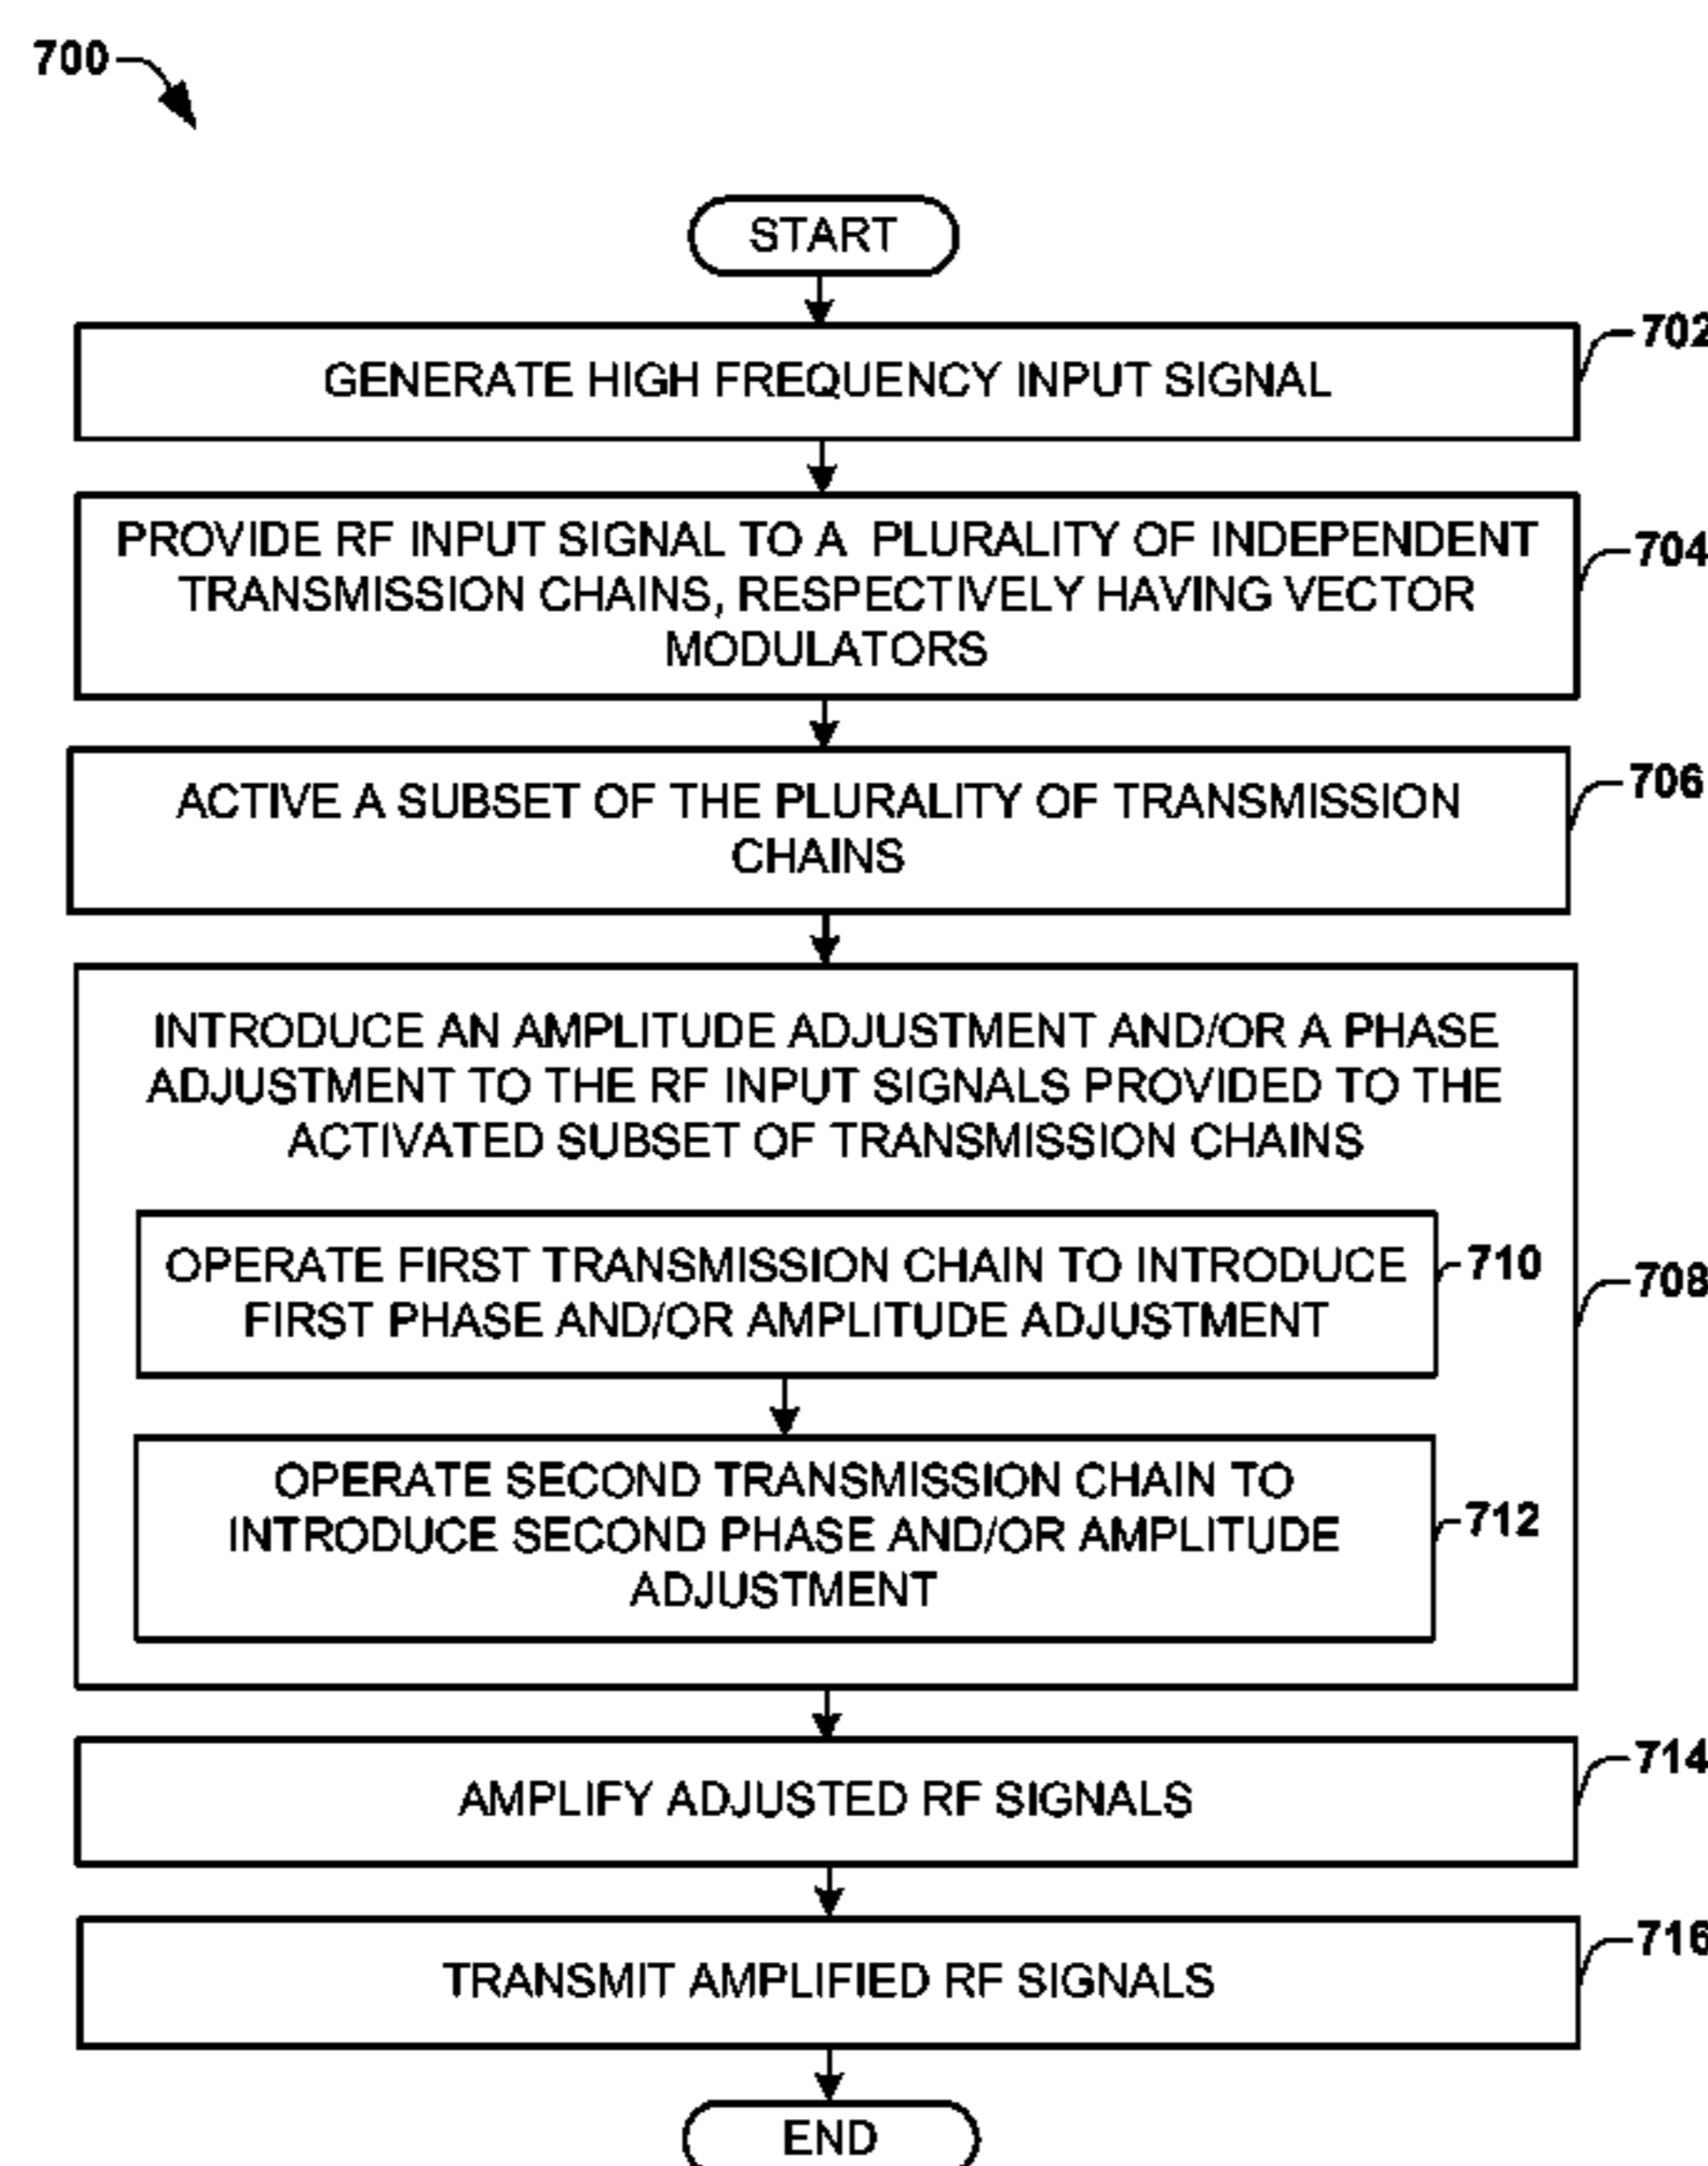 700
START
702
GENERATE HIGH FREQUENCY INPUT SIGNAL
704
PROVIDE RF INPUT SIGNAL TO A PLURALITY OF INDEPENDENT
TRANSMISSION CHAINS, RESPECTIVELY HAVING VECTOR
MODULATORS
706
ACTIVE A SUBSET OF THE PLURALITY OF TRANSMISSION
CHAINS
708
INTRODUCE AN AMPLITUDE ADJUSTMENT AND/OR A PHASE
ADJUSTMENT TO THE RF INPUT SIGNALS PROVIDED TO THE
ACTIVATED SUBSET OF TRANSMISSION CHAINS
710
OPERATE FIRST TRANSMISSION CHAIN TO INTRODUCE
FIRST PHASE AND/OR AMPLITUDE ADJUSTMENT
712
OPERATE SECOND TRANSMISSION CHAIN TO
INTRODUCE SECOND PHASE AND/OR AMPLITUDE
ADJUSTMENT
714
AMPLIFY ADJUSTED RF SIGNALS
716
TRANSMIT AMPLIFIED RF SIGNALS
END